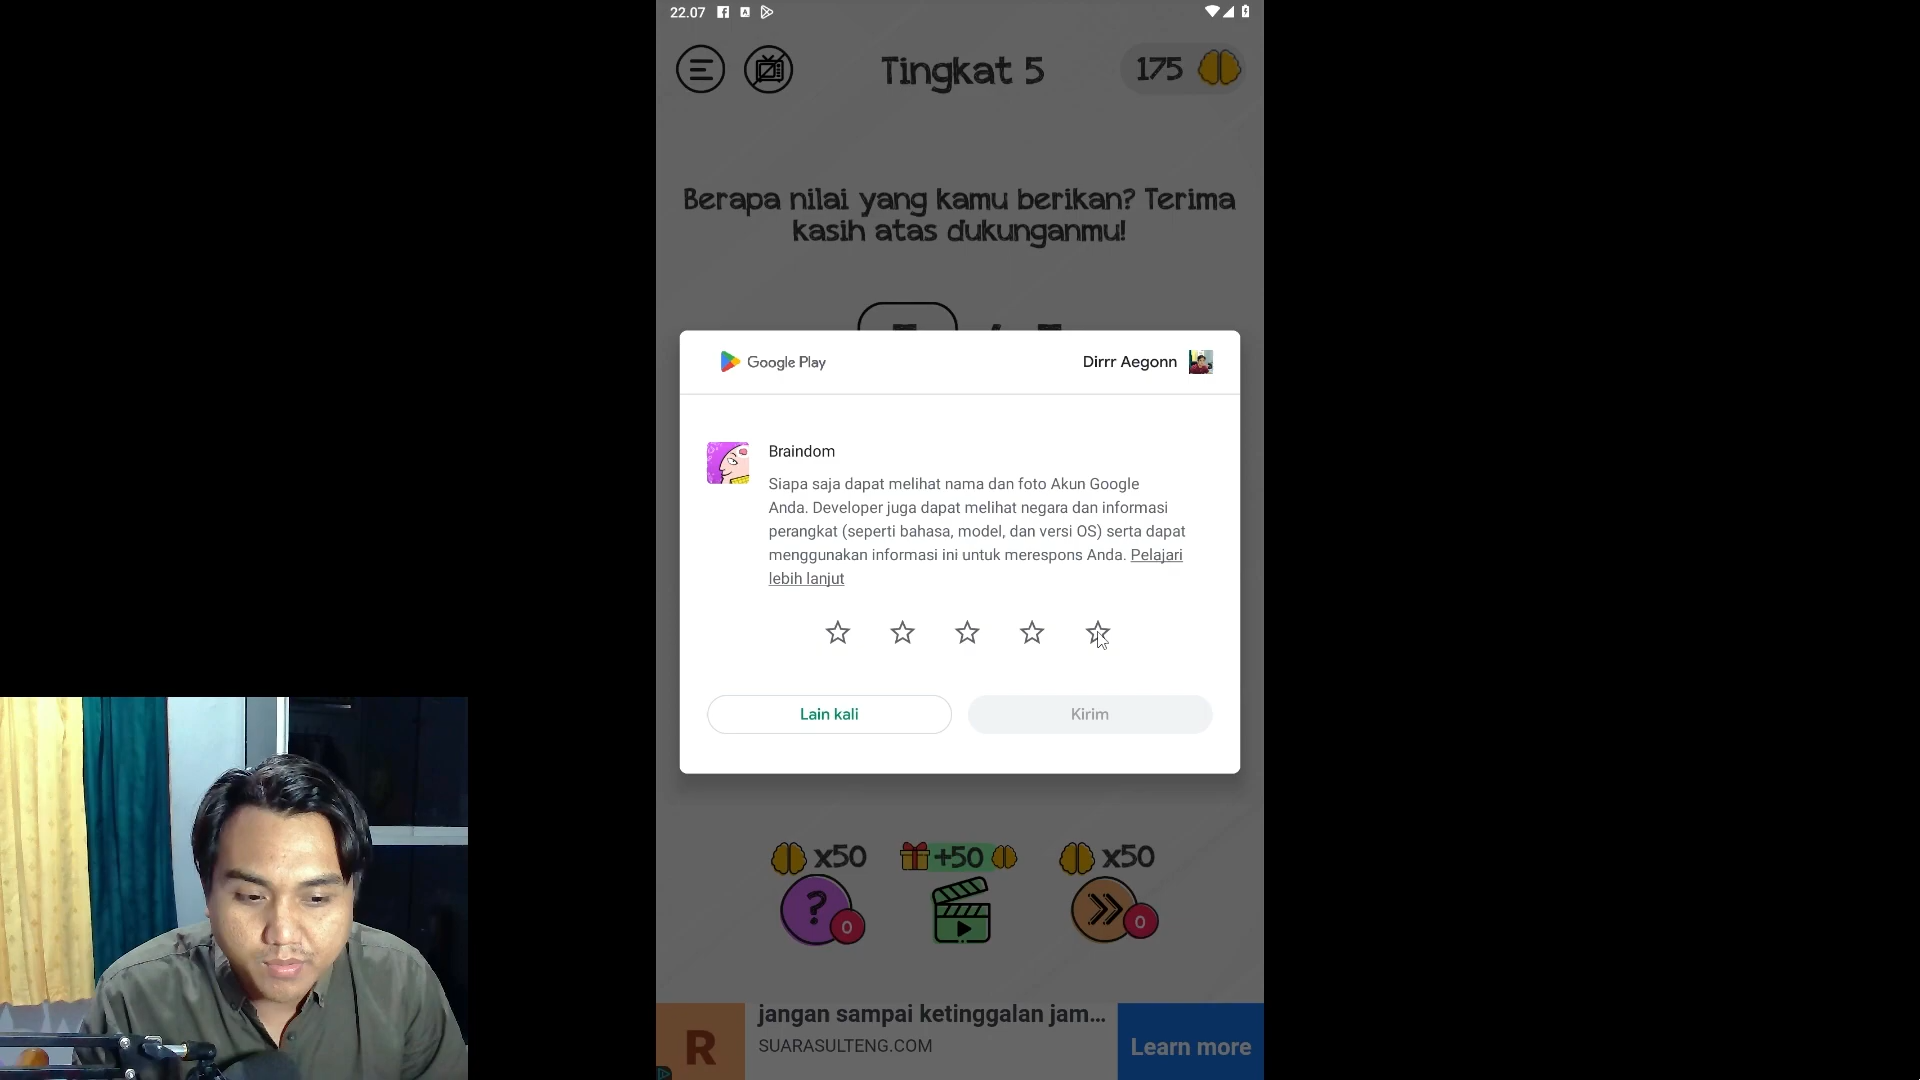 22.07
Tingkat 5
175
Berapa nilai yang kamu berikan? Terima
kasih atas dukunganmu!
Google Play
Dirrr Aegonn
Braindom
Siapa saja dapat melihat nama dan foto Akun Google
Anda. Developer juga dapat melihat negara dan informasi
perangkat (seperti bahasa, model, dan versi OS) serta dapat
menggunakan informasi ini untuk merespons Anda. Pelajari
lebih lanjut
Lain kali
Kirim
x50
+50
x50
?
0
0
R
jangan sampai ketinggalan jam...
SUARASULTENG.COM
Learn more